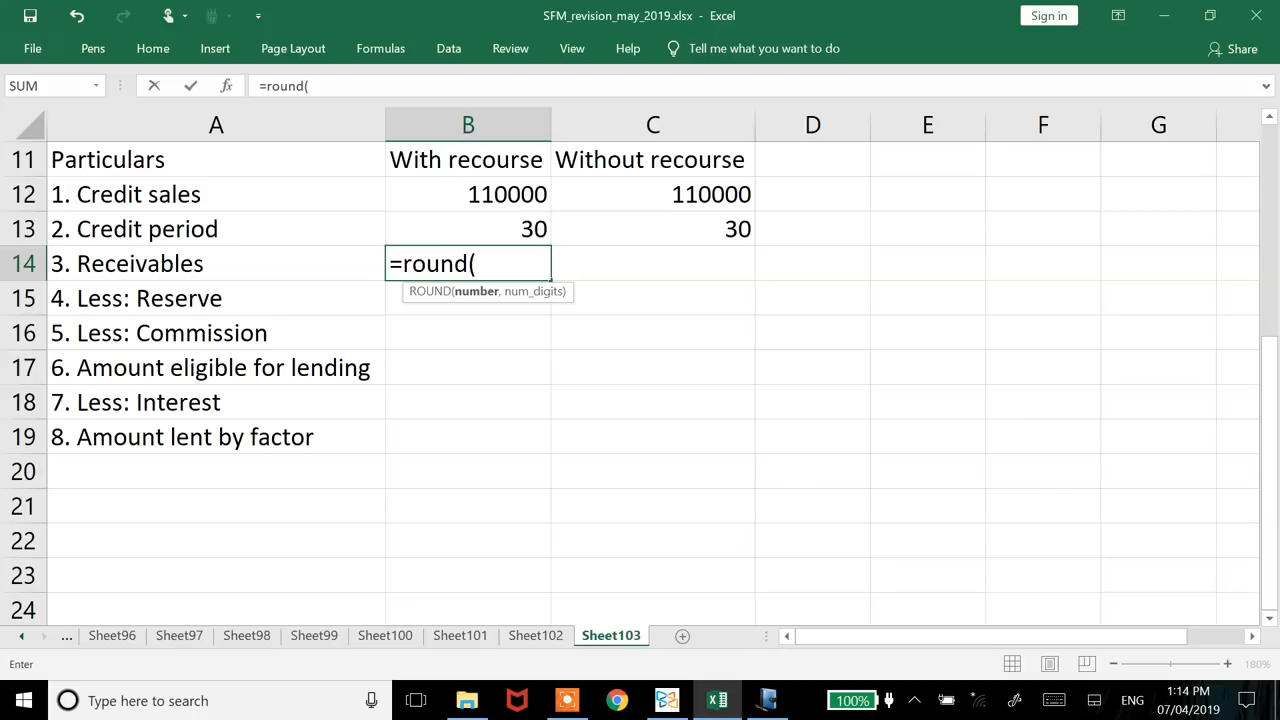 SFM_revision_may_2019.xlsx - Excel
Sign in
File Pens Home Insert Page Layout Formulas Data Review View Help Tell me what you want to do Share
SUM fx =round(
A B C D E F G
11 Particulars With recourse Without recourse
12 1. Credit sales 110000 110000
13 2. Credit period 30 30
14 3. Receivables =round(
ROUND(number, num_digits)
15 4. Less: Reserve
16 5. Less: Commission
17 6. Amount eligible for lending
18 7. Less: Interest
19 8. Amount lent by factor
20
21
22
23
24
... Sheet96 Sheet97 Sheet98 Sheet99 Sheet100 Sheet101 Sheet102 Sheet103
Enter 180%
Type here to search 100% ENG 1:14 PM
07/04/2019